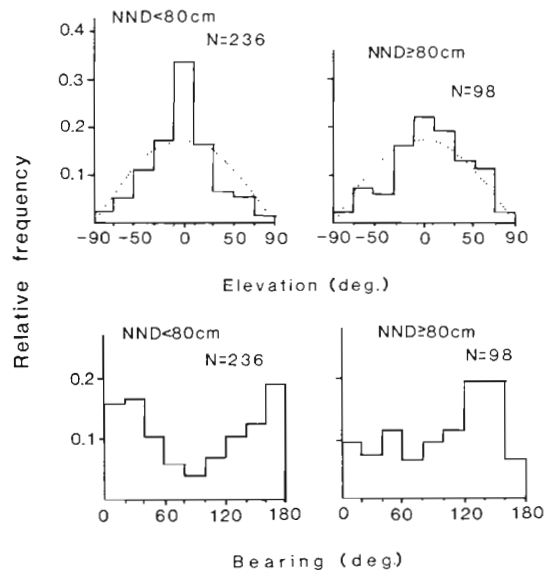 NND<80cm
N=236
0.4
0.3
0.2
0.1
-90 -50 0 50 90
NND≥80cm
N=98
-90 -50 0 50 90
Elevation (deg.)
Relative frequency
NND<80cm
N=236
0.2
0.1
0 60 120 180
NND≥80cm
N=98
0 60 120 180
Bearing (deg.)